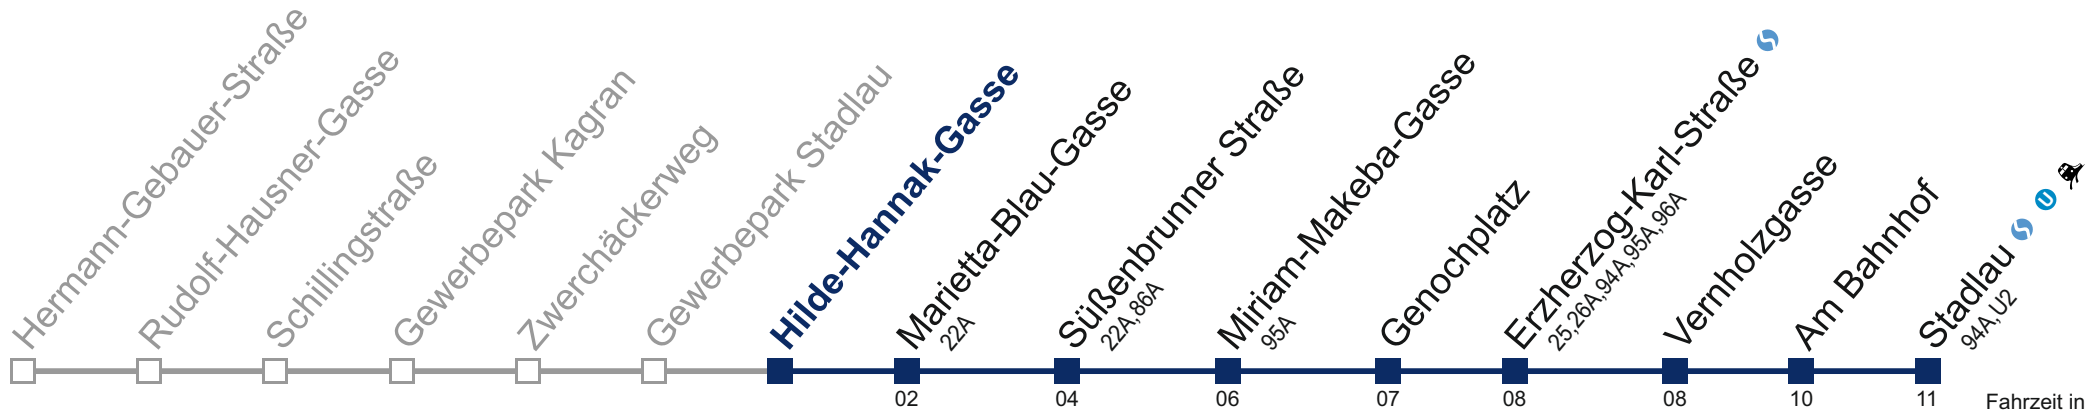 Hermann-Gebauer-Straße
Rudolf-Hausner-Gasse
Schillingstraße
Gewerbepark Kagran
Zwerchäckerweg
Gewerbepark Stadlau
Hilde-Hannak-Gasse
Marietta-Blau-Gasse
22A
Süßenbrunner Straße
22A,86A
Miriam-Makeba-Gasse
95A
Genochplatz
Erzherzog-Karl-Straße S
25,26A,94A,95A,96A
Vernholzgasse
Am Bahnhof
Stadlau S U
94A,U2
02 04 06 07 08 08 10 11 Fahrzeit in